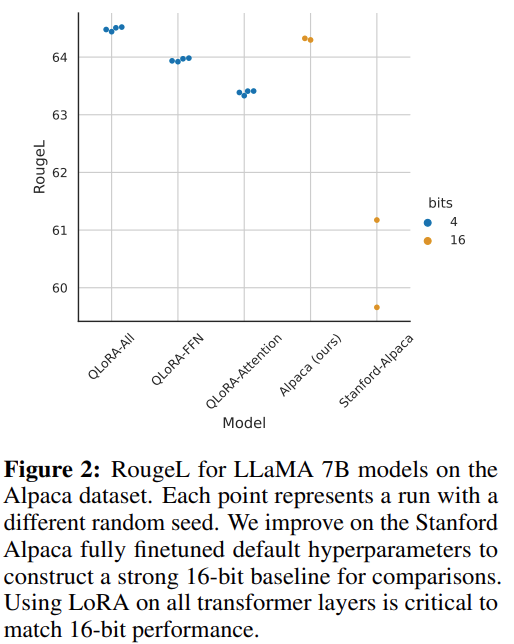 RougeL
64
63
62
61
60
bits
4
16
QLoRA-All
QLoRA-FFN
QLoRA-Attention
Alpaca (ours)
Stanford-Alpaca
Model
Figure 2: RougeL for LLaMA 7B models on the
Alpaca dataset. Each point represents a run with a
different random seed. We improve on the Stanford
Alpaca fully finetuned default hyperparameters to
construct a strong 16-bit baseline for comparisons.
Using LoRA on all transformer layers is critical to
match 16-bit performance.